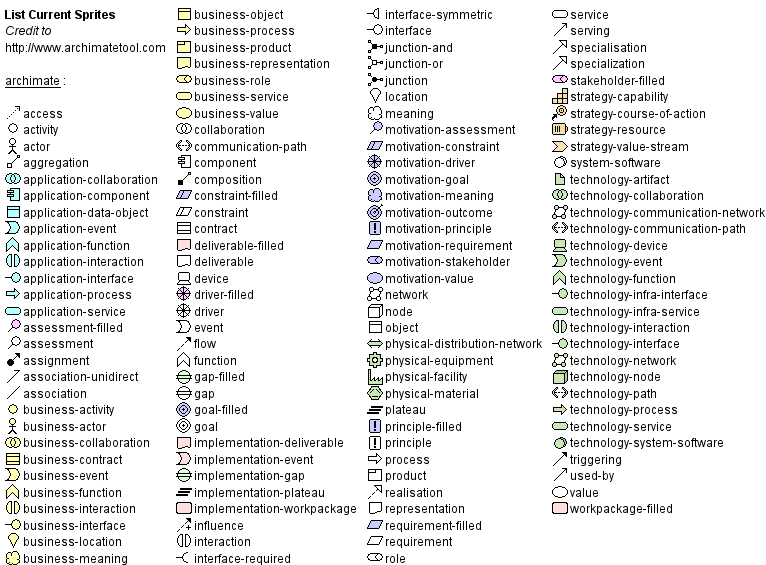 List Current Sprites
Credit to
http://www.archimatetool.com
archimate :
access
activity
actor
aggregation
application-collaboration
application-component
application-data-object
application-event
application-function
application-interaction
application-interface
application-process
application-service
assessment-filled
assessment
assignment
association-unidirect
association
business-activity
business-actor
business-collaboration
business-contract
business-event
business-function
business-interaction
business-interface
business-location
business-meaning
business-object
business-process
business-product
business-representation
business-role
business-service
business-value
collaboration
communication-path
component
composition
constraint-filled
constraint
contract
deliverable-filled
deliverable
device
driver-filled
driver
event
flow
function
gap-filled
gap
goal-filled
goal
implementation-deliverable
implementation-event
implementation-gap
implementation-plateau
implementation-workpackage
influence
interaction
interface-required
interface-symmetric
interface
junction-and
junction-or
junction
location
meaning
motivation-assessment
motivation-constraint
motivation-driver
motivation-goal
motivation-meaning
motivation-outcome
motivation-principle
motivation-requirement
motivation-stakeholder
motivation-value
network
node
object
physical-distribution-network
physical-equipment
physical-facility
physical-material
plateau
principle-filled
principle
process
product
realisation
representation
requirement-filled
requirement
role
service
serving
specialisation
specialization
stakeholder-filled
strategy-capability
strategy-course-of-action
strategy-resource
strategy-value-stream
system-software
technology-artifact
technology-collaboration
technology-communication-network
technology-communication-path
technology-device
technology-event
technology-function
technology-infra-interface
technology-infra-service
technology-interaction
technology-interface
technology-network
technology-node
technology-path
technology-process
technology-service
technology-system-software
triggering
used-by
value
workpackage-filled